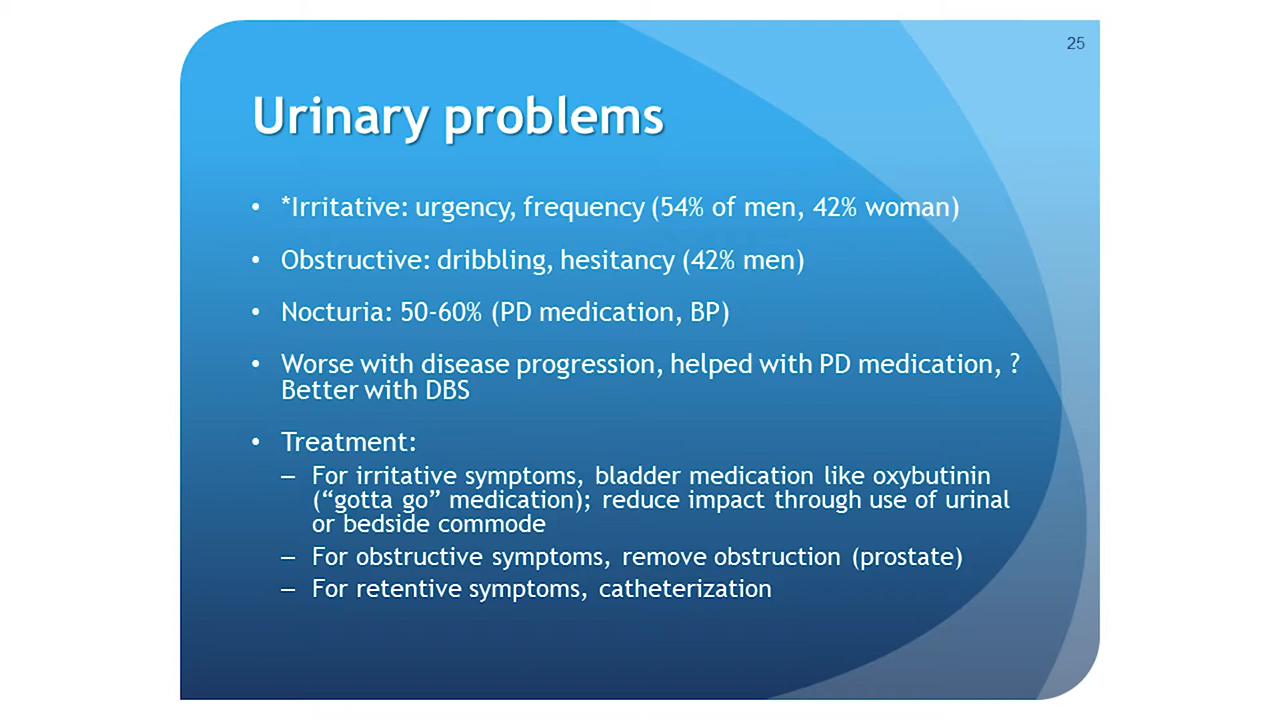 25
Urinary problems
• *Irritative: urgency, frequency (54% of men, 42% woman)
• Obstructive: dribbling, hesitancy (42% men)
• Nocturia: 50-60% (PD medication, BP)
• Worse with disease progression, helped with PD medication, ?
Better with DBS
• Treatment:
– For irritative symptoms, bladder medication like oxybutinin
(“gotta go” medication); reduce impact through use of urinal
or bedside commode
– For obstructive symptoms, remove obstruction (prostate)
– For retentive symptoms, catheterization